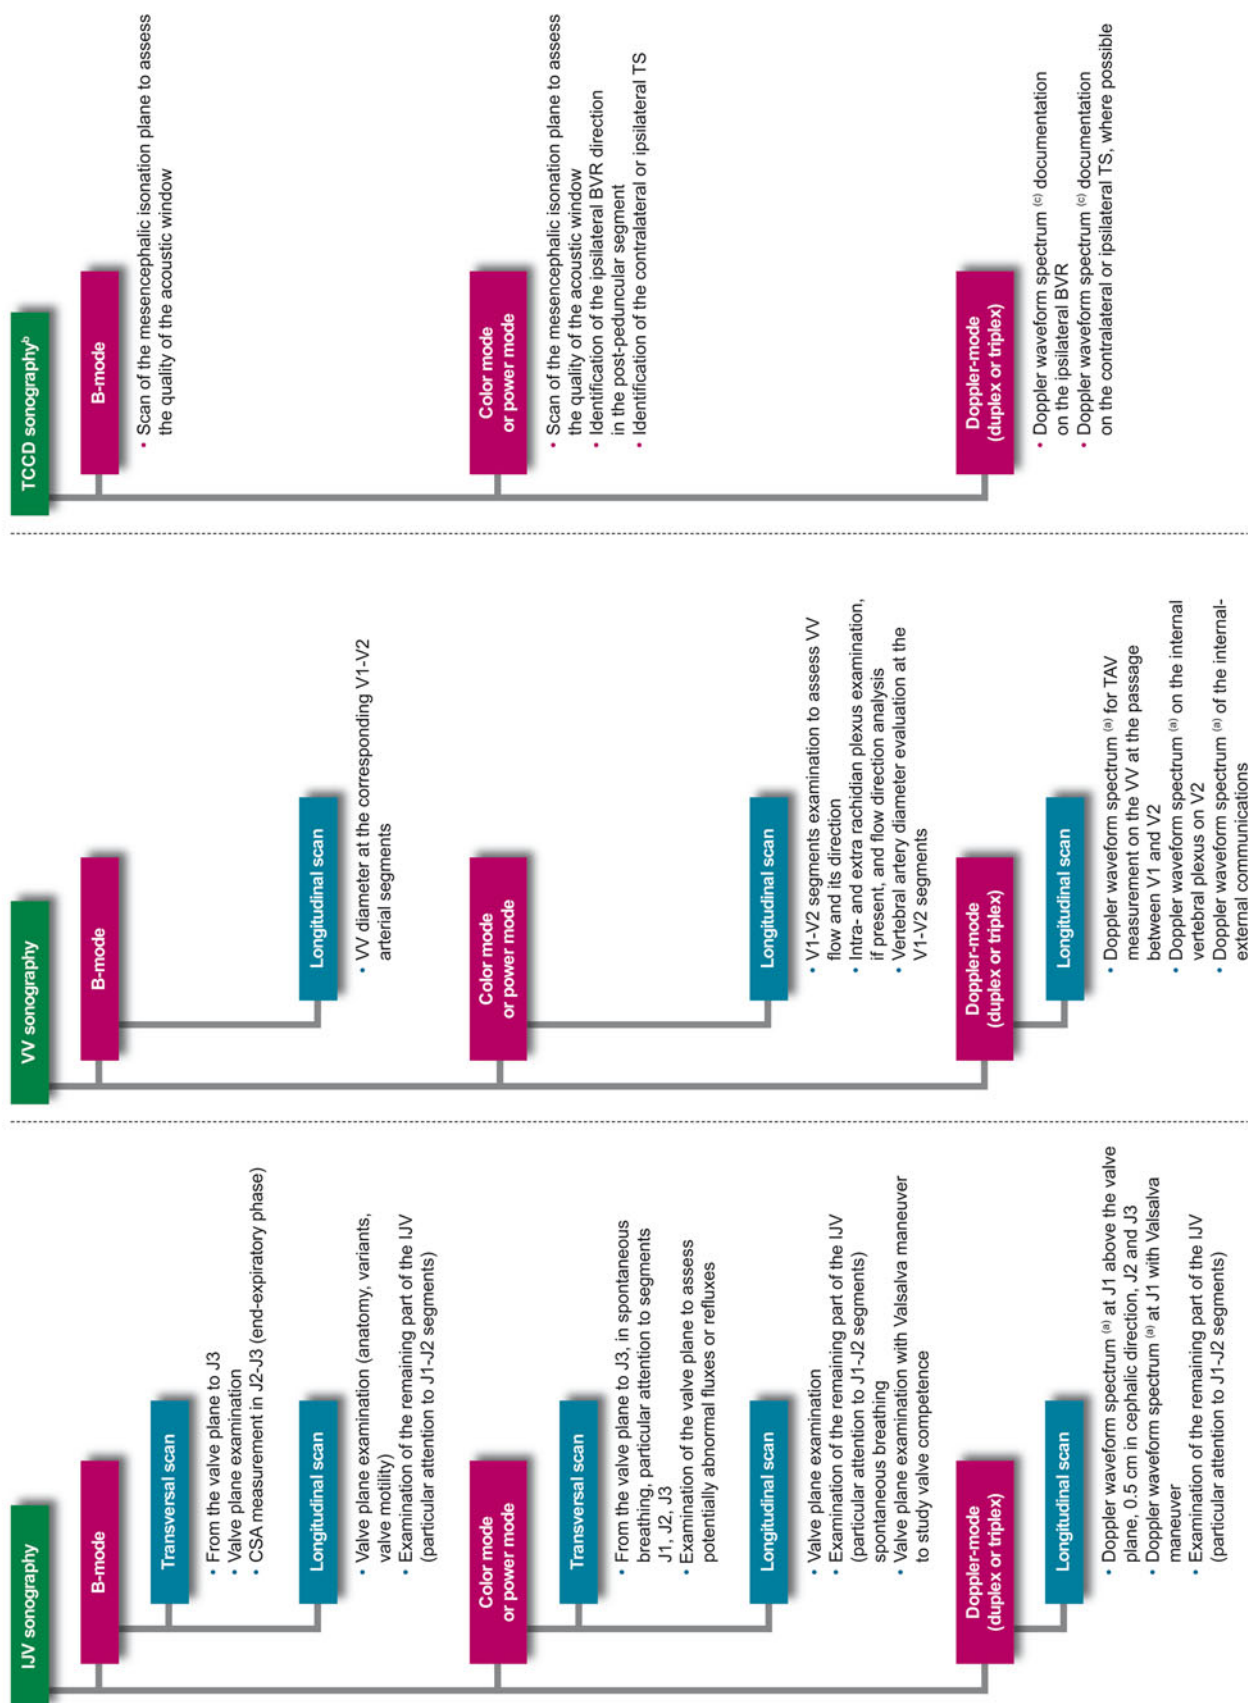 IJV sonography
B-mode
Transversal scan
• From the valve plane to J3
• Valve plane examination
• CSA measurement in J2-J3 (end-expiratory phase)
Longitudinal scan
• Valve plane examination (anatomy, variants,
valve motility)
• Examination of the remaining part of the IJV
(particular attention to J1-J2 segments)
Color mode
or power mode
Transversal scan
• From the valve plane to J3, in spontaneous
breathing, particular attention to segments
J1, J2, J3
• Examination of the valve plane to assess
potentially abnormal fluxes or refluxes
Longitudinal scan
• Valve plane examination
• Examination of the remaining part of the IJV
(particular attention to J1-J2 segments)
spontaneous breathing
• Valve plane examination with Valsalva maneuver
to study valve competence
Doppler-mode
(duplex or triplex)
Longitudinal scan
• Doppler waveform spectrum (a) at J1 above the valve
plane, 0.5 cm in cephalic direction, J2 and J3
• Doppler waveform spectrum (a) at J1 with Valsalva
maneuver
• Examination of the remaining part of the IJV
(particular attention to J1-J2 segments)
VV sonography
B-mode
Longitudinal scan
• VV diameter at the corresponding V1-V2
arterial segments
Color mode
or power mode
Longitudinal scan
• V1-V2 segments examination to assess VV
flow and its direction
• Intra- and extra rachidian plexus examination,
if present, and flow direction analysis
• Vertebral artery diameter evaluation at the
V1-V2 segments
Doppler-mode
(duplex or triplex)
Longitudinal scan
• Doppler waveform spectrum (a) for TAV
measurement on the VV at the passage
between V1 and V2
• Doppler waveform spectrum (a) on the internal
vertebral plexus on V2
• Doppler waveform spectrum (a) of the internal-
external communications
TCCD sonographyb
B-mode
• Scan of the mesencephalic isonation plane to assess
the quality of the acoustic window
Color mode
or power mode
• Scan of the mesencephalic isonation plane to assess
the quality of the acoustic window
• Identification of the ipsilateral BVR direction
in the post-peduncular segment
• Identification of the contralateral or ipsilateral TS
Doppler-mode
(duplex or triplex)
• Doppler waveform spectrum (c) documentation
on the ipsilateral BVR
• Doppler waveform spectrum (c) documentation
on the contralateral or ipsilateral TS, where possible